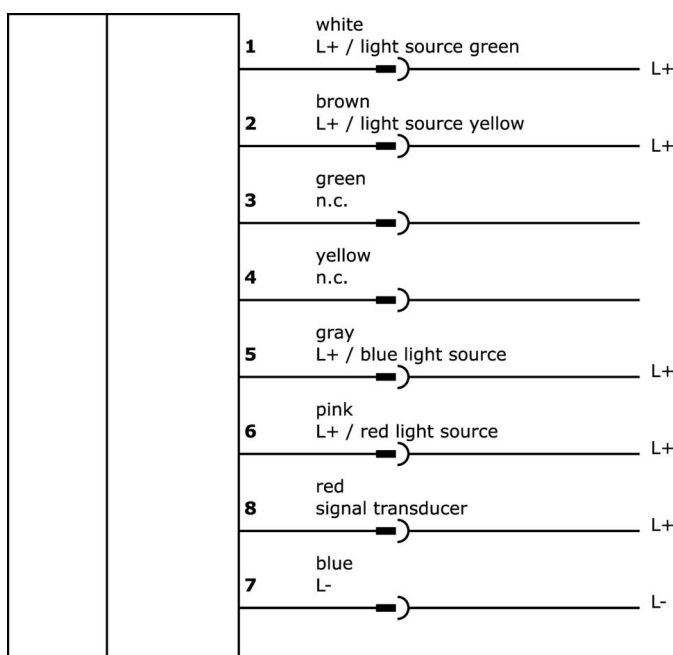 white
1 L+ / light source green
L+
brown
2 L+ / light source yellow
L+
green
3 n.c.
yellow
4 n.c.
gray
5 L+ / blue light source
L+
pink
6 L+ / red light source
L+
red
8 signal transducer
L+
blue
7 L-
L-